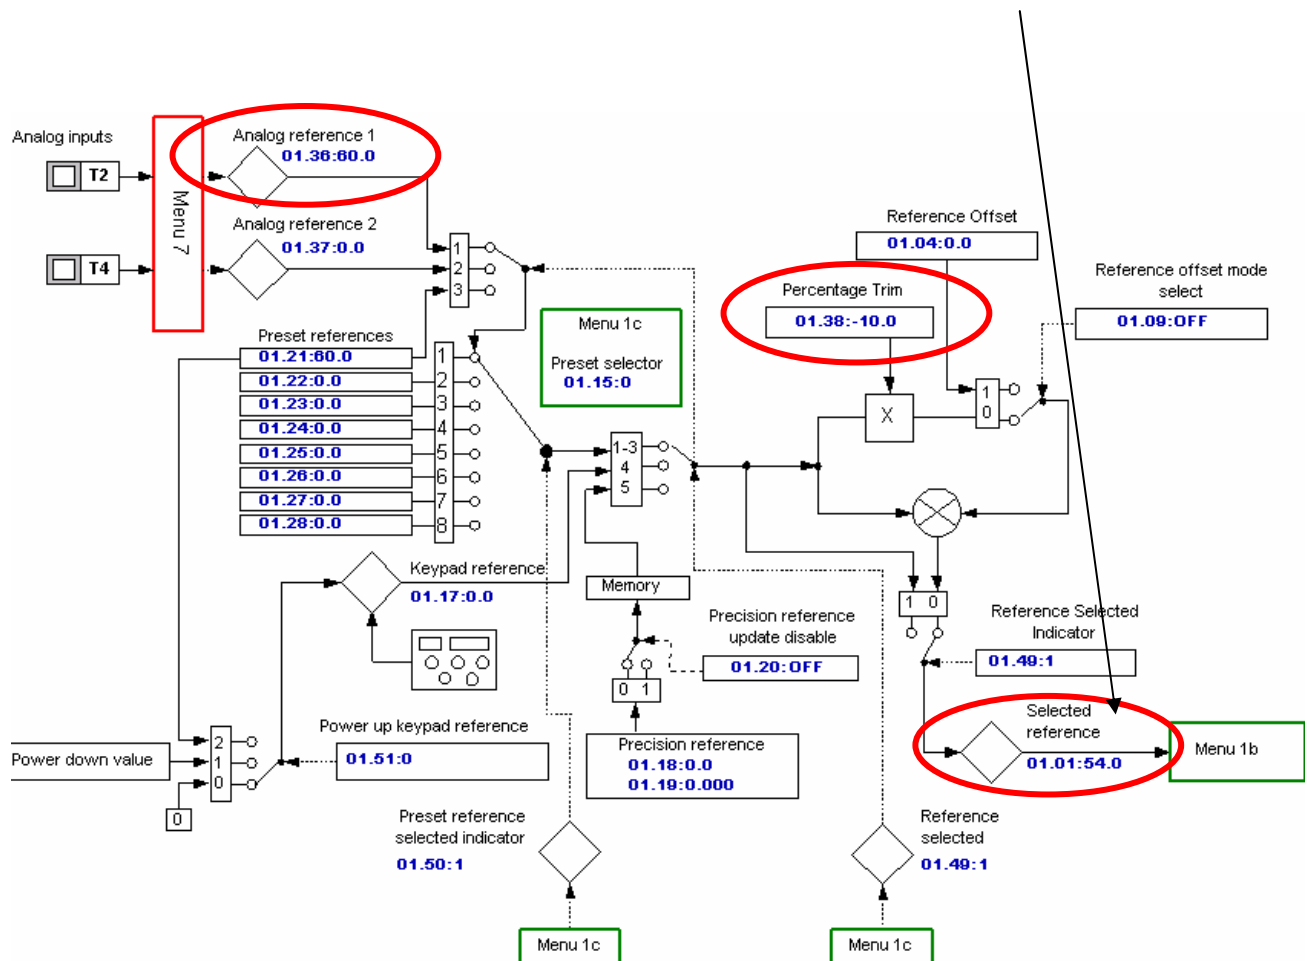 Analog inputs
T2
T4
Menu 7
Analog reference 1
01.36:60.0
Analog reference 2
01.37:0.0
1
2
3
Preset references
01.21:60.0
01.22:0.0
01.23:0.0
01.24:0.0
01.25:0.0
01.26:0.0
01.27:0.0
01.28:0.0
1
2
3
4
5
6
7
8
Menu 1c
Preset selector
01.15:0
1-3
4
5
Reference Offset
01.04:0.0
Percentage Trim
01.38:-10.0
X
1
0
Reference offset mode
select
01.09:OFF
Keypad reference
01.17:0.0
Memory
Precision reference
update disable
01.20:OFF
0 1
Precision reference
01.18:0.0
01.19:0.000
1 0
Reference Selected
Indicator
01.49:1
Selected
reference
01.01:54.0
Menu 1b
Power down value
2
1
0
0
Power up keypad reference
01.51:0
Preset reference
selected indicator
01.50:1
Menu 1c
Reference
selected
01.49:1
Menu 1c